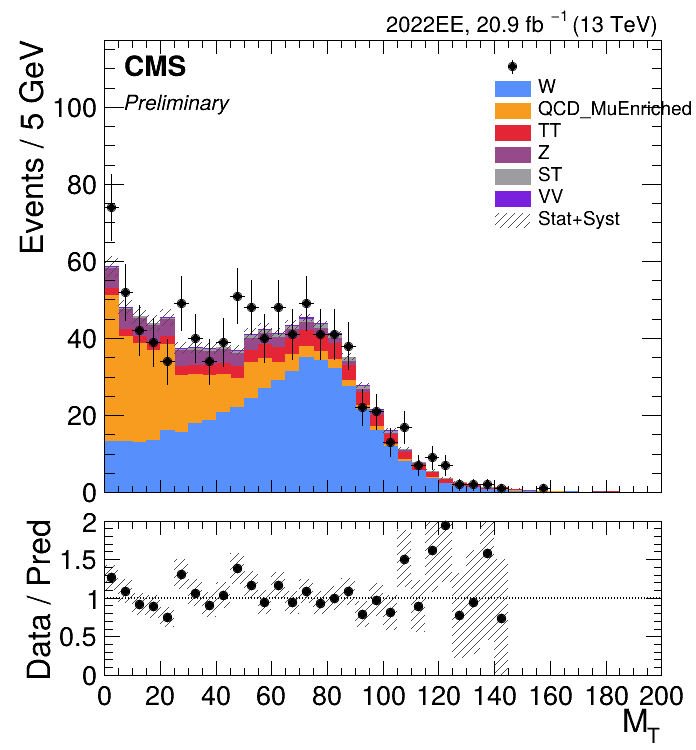 2022EE, 20.9 fb⁻¹ (13 TeV)
CMS
Preliminary
Events / 5 GeV
100
80
60
40
20
0
W
QCD_MuEnriched
TT
Z
ST
VV
Stat+Syst
Data / Pred
2
1.5
1
0.5
0
0 20 40 60 80 100 120 140 160 180 200
M_T